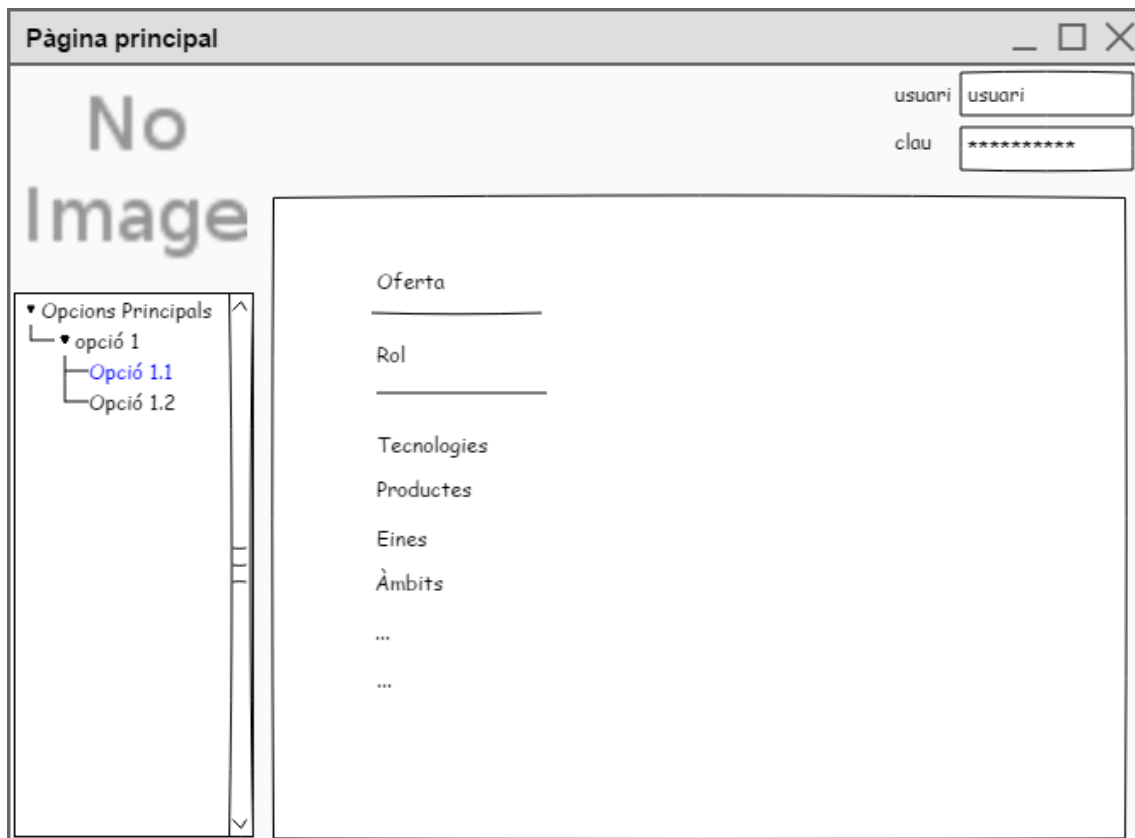 Pàgina principal
No
Image
usuari usuari
clau **********
Opcions Principals
opció 1
Opció 1.1
Opció 1.2
Oferta
Rol
Tecnologies
Productes
Eines
Àmbits
...
...